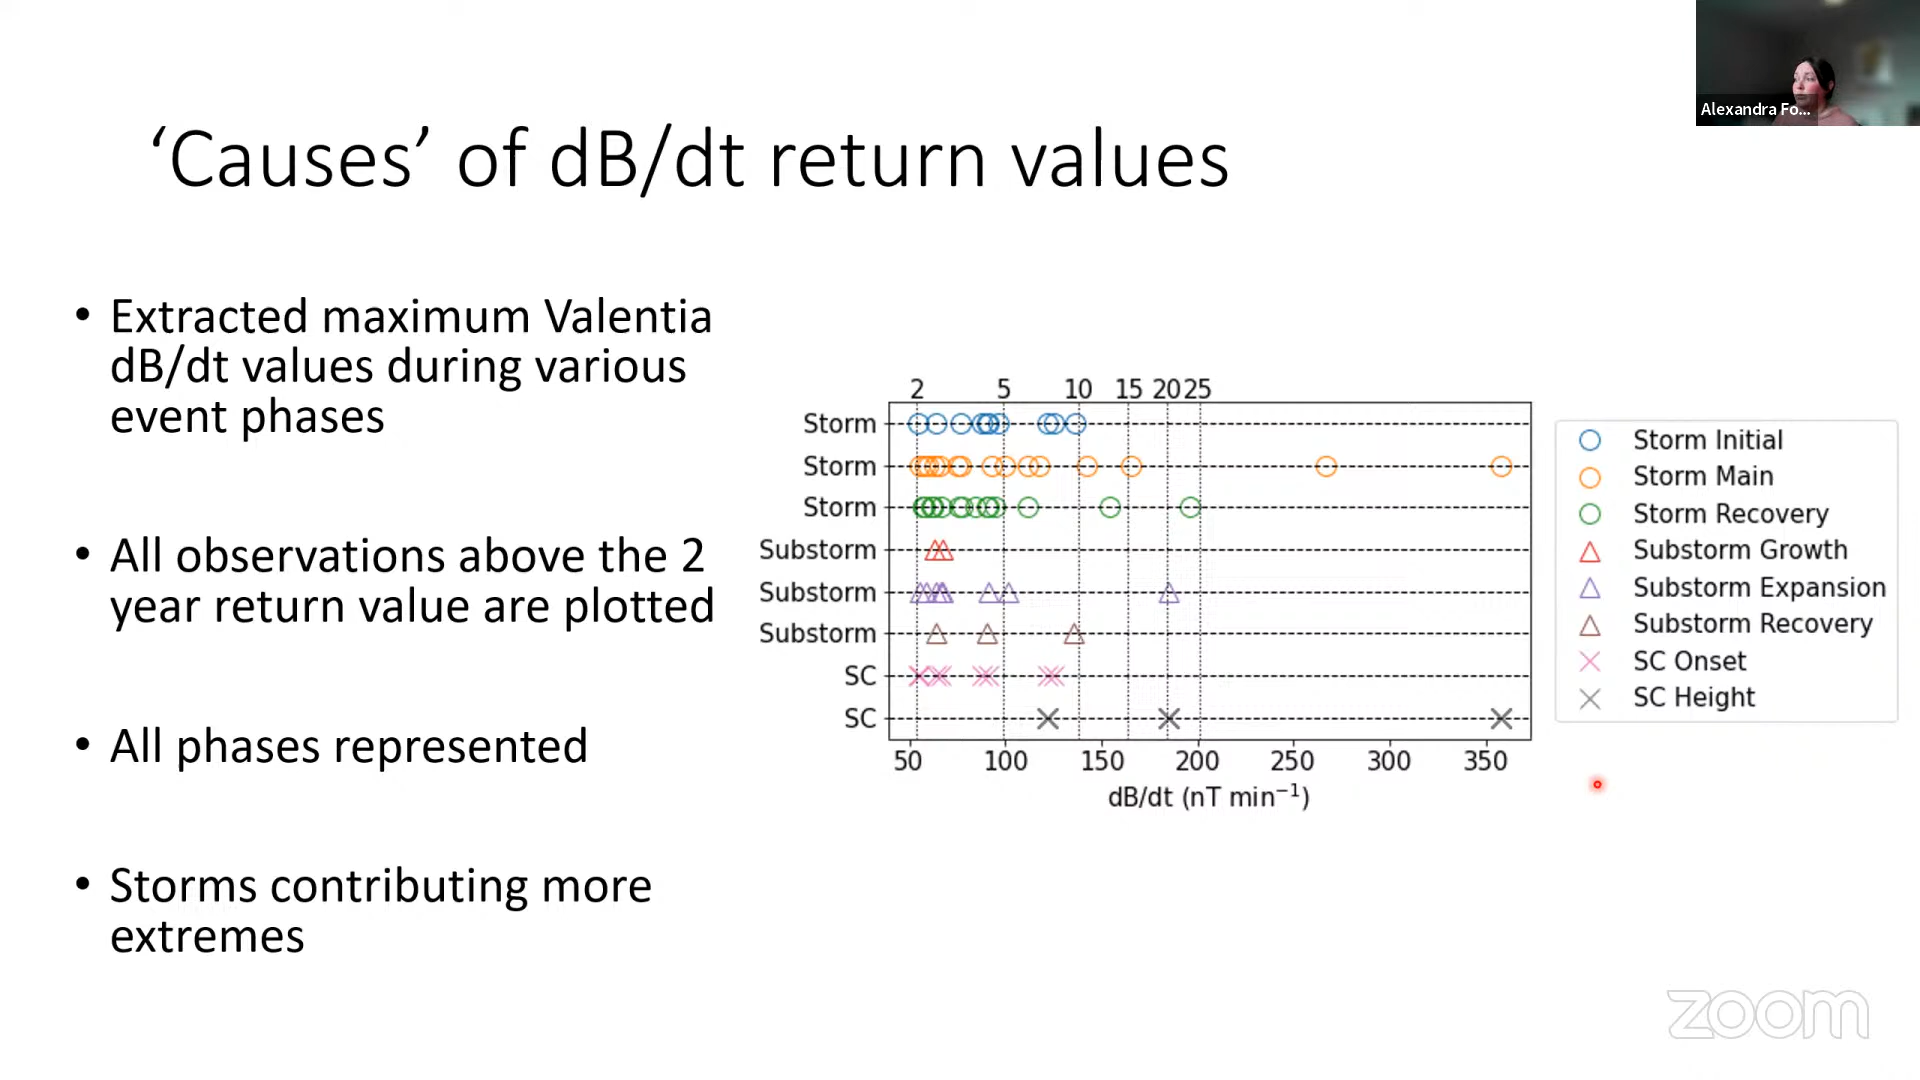 Alexandra Fo...
‘Causes’ of dB/dt return values
• Extracted maximum Valentia
dB/dt values during various
event phases
• All observations above the 2
year return value are plotted
• All phases represented
• Storms contributing more
extremes
2 5 10 15 20 25
Storm
Storm
Storm
Substorm
Substorm
Substorm
SC
SC
50 100 150 200 250 300 350
dB/dt (nT min⁻¹)
Storm Initial
Storm Main
Storm Recovery
Substorm Growth
Substorm Expansion
Substorm Recovery
SC Onset
SC Height
zoom